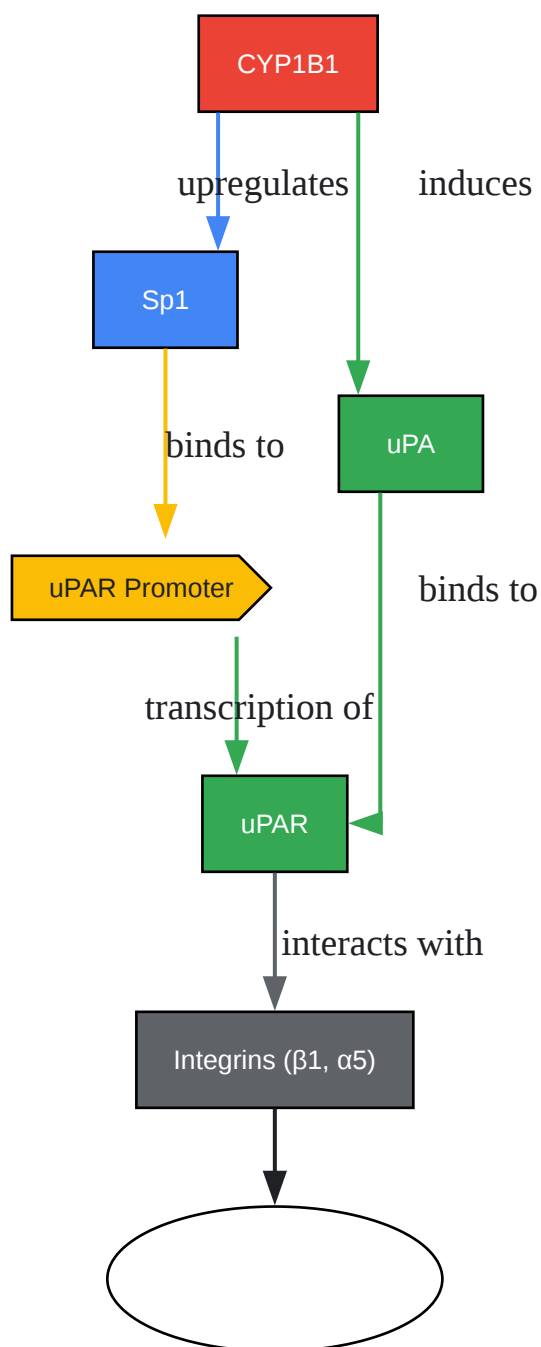 CYP1B1
upregulates
induces
Sp1
uPA
binds to
uPAR Promoter
binds to
transcription of
uPAR
interacts with
Integrins (β1, α5)